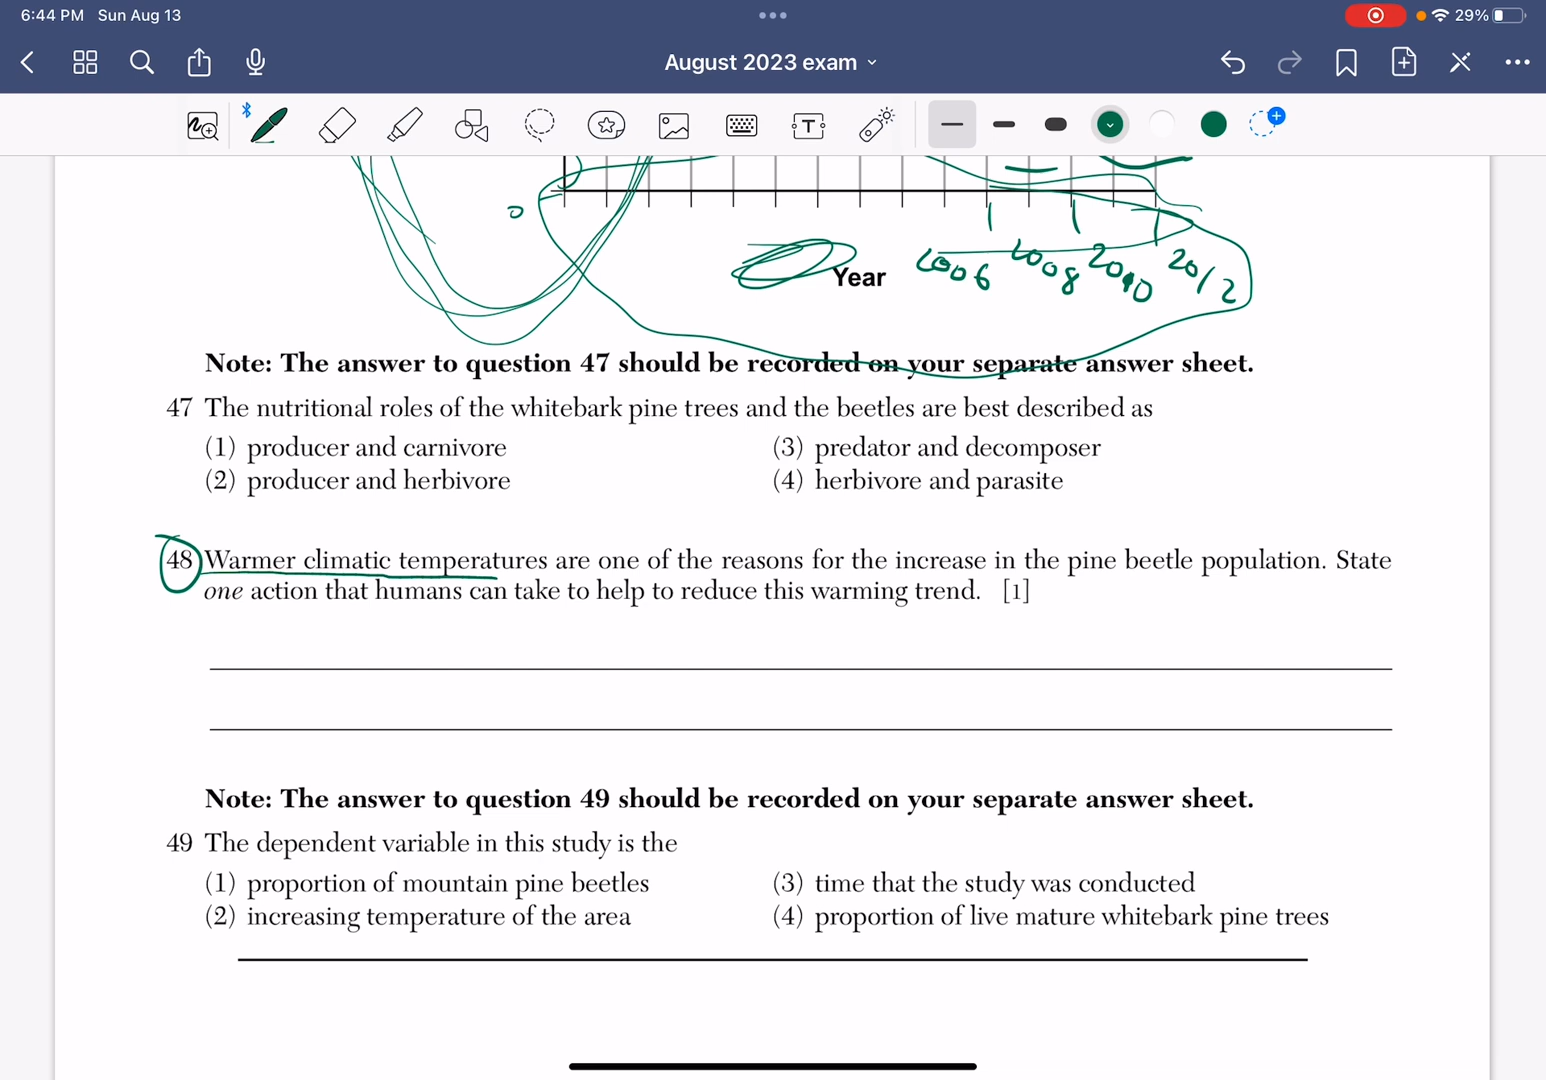 6:44 PM Sun Aug 13
29%
August 2023 exam
0
Year
2006 2008 2010 2012
Note: The answer to question 47 should be recorded on your separate answer sheet.
47 The nutritional roles of the whitebark pine trees and the beetles are best described as
(1) producer and carnivore (3) predator and decomposer
(2) producer and herbivore (4) herbivore and parasite
48 Warmer climatic temperatures are one of the reasons for the increase in the pine beetle population. State
one action that humans can take to help to reduce this warming trend. [1]
Note: The answer to question 49 should be recorded on your separate answer sheet.
49 The dependent variable in this study is the
(1) proportion of mountain pine beetles (3) time that the study was conducted
(2) increasing temperature of the area (4) proportion of live mature whitebark pine trees